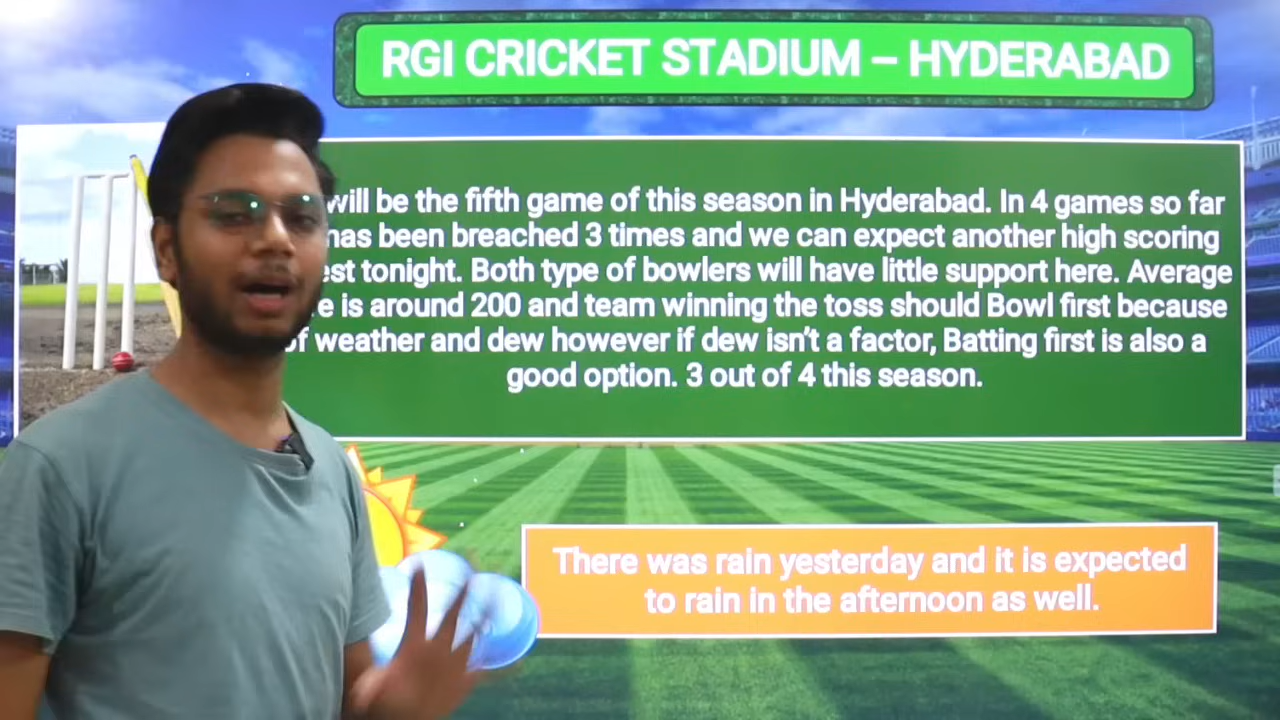 RGI CRICKET STADIUM – HYDERABAD
will be the fifth game of this season in Hyderabad. In 4 games so far
has been breached 3 times and we can expect another high scoring
tonight. Both type of bowlers will have little support here. Average
is around 200 and team winning the toss should Bowl first because
of weather and dew however if dew isn’t a factor, Batting first is also a
good option. 3 out of 4 this season.
There was rain yesterday and it is expected
to rain in the afternoon as well.